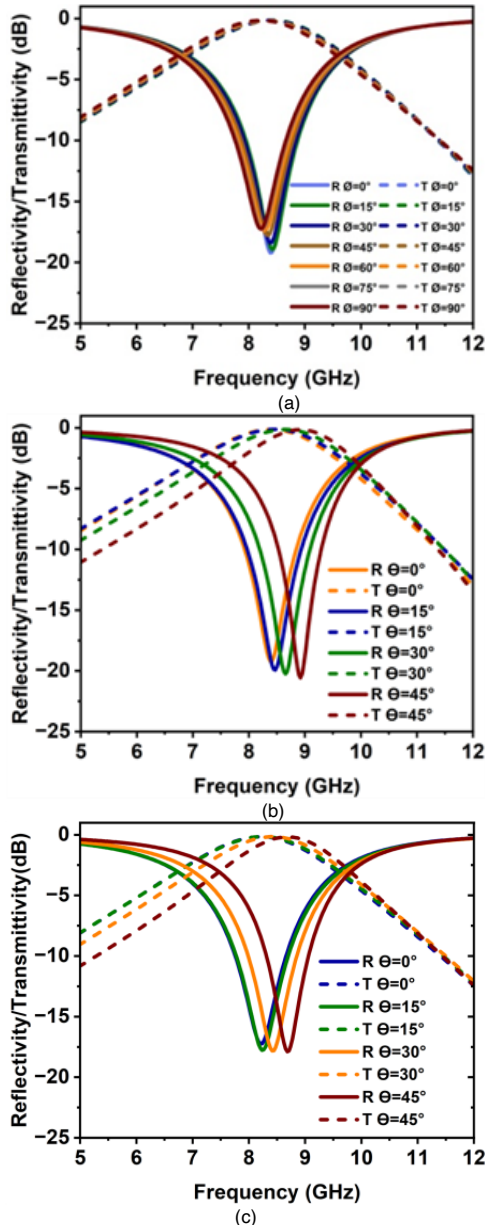 Reflectivity/Transmittivity (dB)
0
−5
−10
−15
−20
−25
R Ø=0° T Ø=0°
R Ø=15° T Ø=15°
R Ø=30° T Ø=30°
R Ø=45° T Ø=45°
R Ø=60° T Ø=60°
R Ø=75° T Ø=75°
R Ø=90° T Ø=90°
5 6 7 8 9 10 11 12
Frequency (GHz)
(a)
Reflectivity/Transmittivity (dB)
0
−5
−10
−15
−20
−25
R ϴ=0°
T ϴ=0°
R ϴ=15°
T ϴ=15°
R ϴ=30°
T ϴ=30°
R ϴ=45°
T ϴ=45°
5 6 7 8 9 10 11 12
Frequency (GHz)
(b)
Reflectivity/Transmittivity(dB)
0
−5
−10
−15
−20
−25
R ϴ=0°
T ϴ=0°
R ϴ=15°
T ϴ=15°
R ϴ=30°
T ϴ=30°
R ϴ=45°
T ϴ=45°
5 6 7 8 9 10 11 12
Frequency (GHz)
(c)